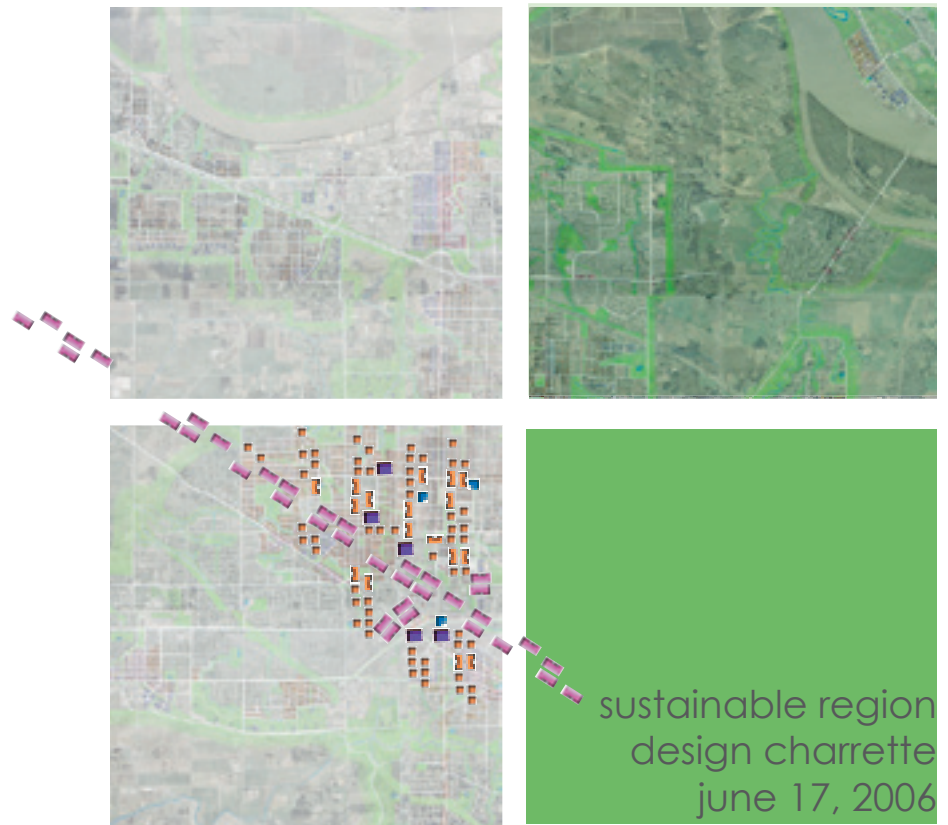 sustainable region
design charrette
june 17, 2006